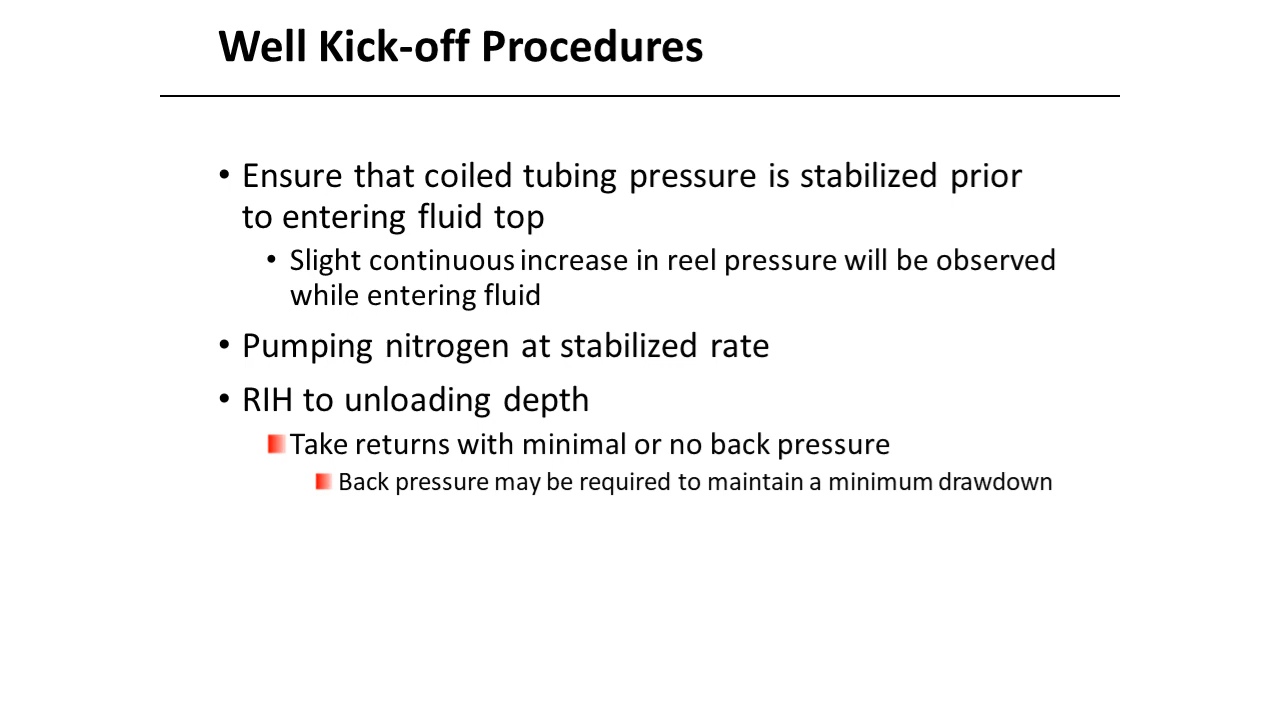 Well Kick-off Procedures
• Ensure that coiled tubing pressure is stabilized prior
to entering fluid top
• Slight continuous increase in reel pressure will be observed
while entering fluid
• Pumping nitrogen at stabilized rate
• RIH to unloading depth
Take returns with minimal or no back pressure
Back pressure may be required to maintain a minimum drawdown